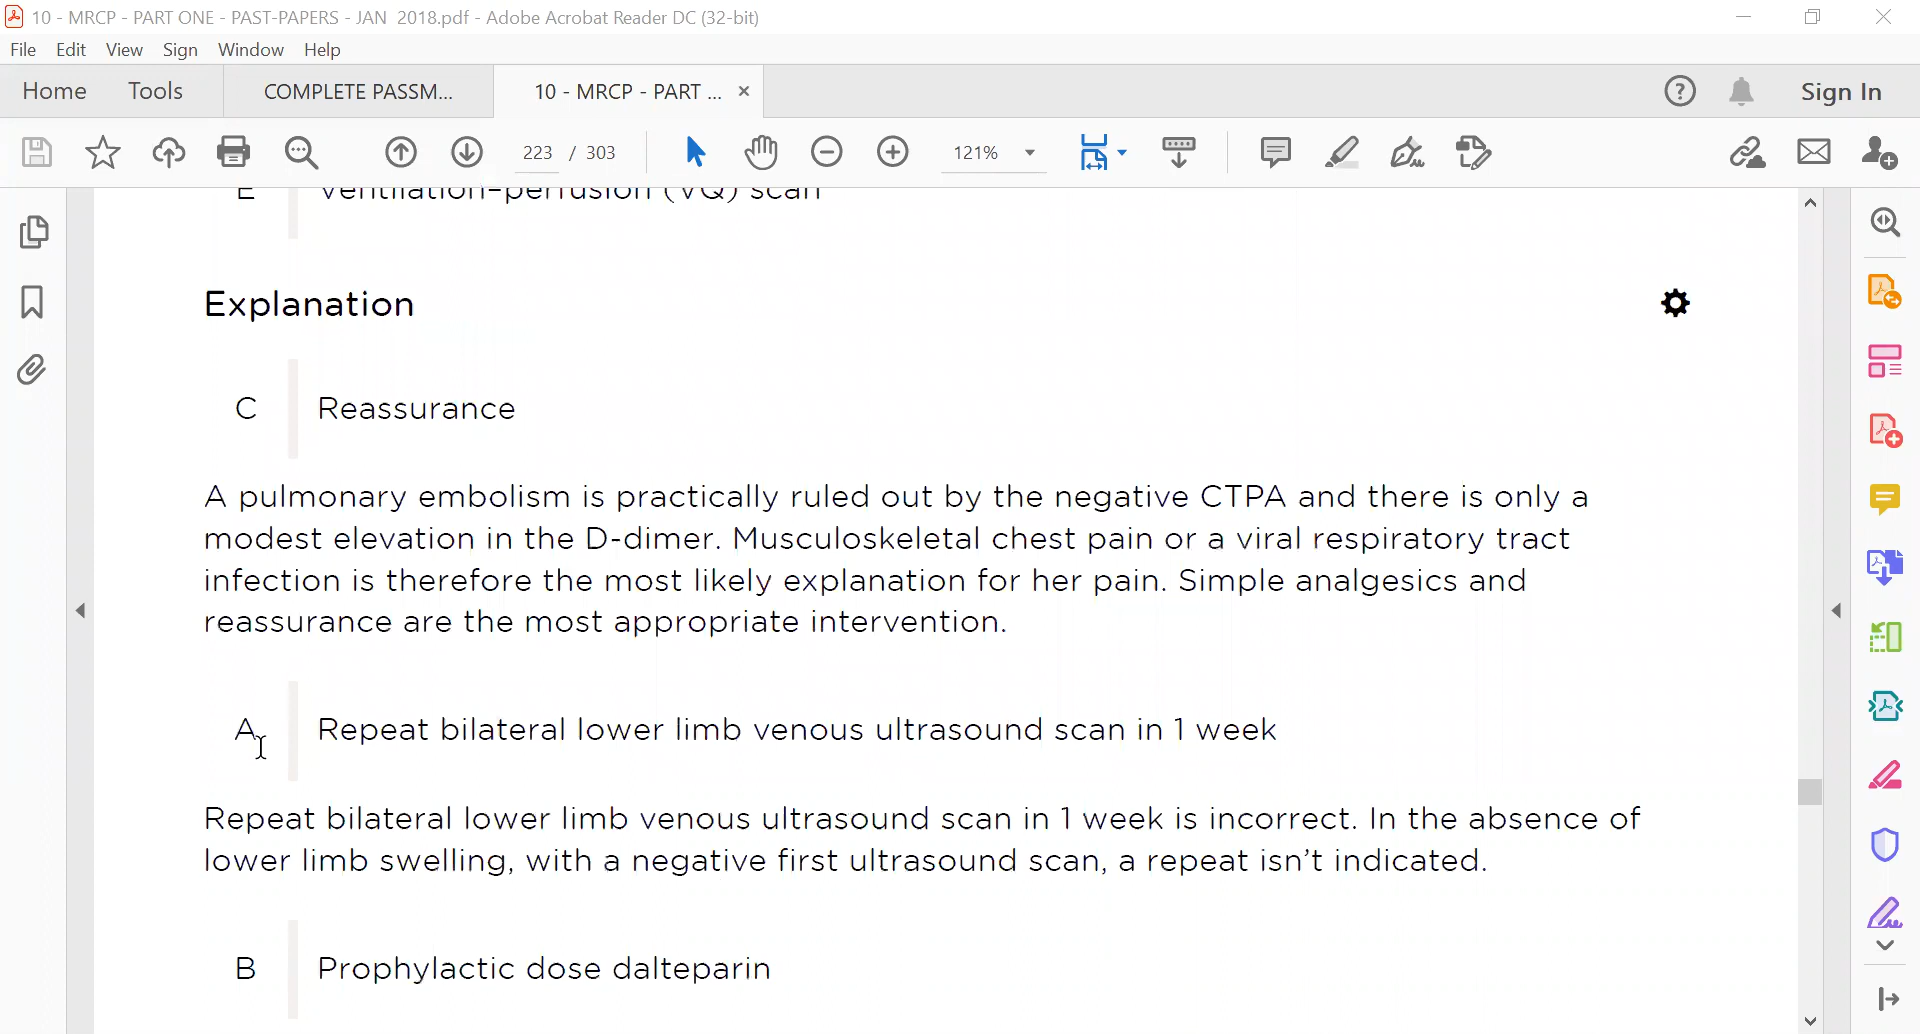 10 - MRCP - PART ONE - PAST-PAPERS - JAN 2018.pdf - Adobe Acrobat Reader DC (32-bit)
File Edit View Sign Window Help
Home Tools COMPLETE PASSM... 10 - MRCP - PART ... × Sign In
223 / 303 121%
E Ventilation-perfusion (VQ) scan
Explanation
C Reassurance
A pulmonary embolism is practically ruled out by the negative CTPA and there is only a
modest elevation in the D-dimer. Musculoskeletal chest pain or a viral respiratory tract
infection is therefore the most likely explanation for her pain. Simple analgesics and
reassurance are the most appropriate intervention.
A Repeat bilateral lower limb venous ultrasound scan in 1 week
Repeat bilateral lower limb venous ultrasound scan in 1 week is incorrect. In the absence of
lower limb swelling, with a negative first ultrasound scan, a repeat isn't indicated.
B Prophylactic dose dalteparin